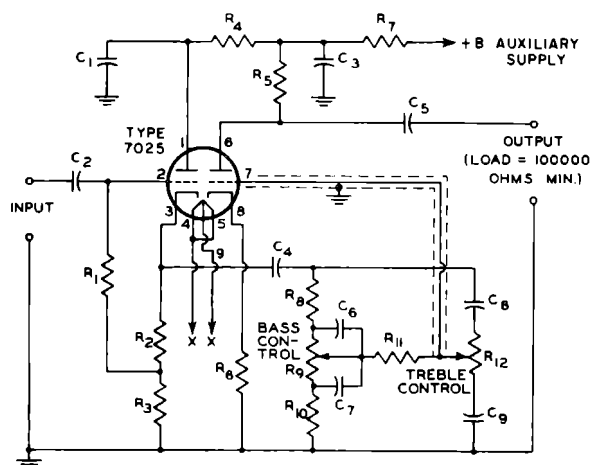 R4
R7
+B AUXILIARY
SUPPLY
C1
R5
C3
C5
TYPE
7025
1
6
OUTPUT
(LOAD = 100000
OHMS MIN.)
C2
2
7
INPUT
3
4
5
8
9
C4
R1
R8
C6
C8
BASS
CON-
TROL
R11
R2
X
X
R9
R12
TREBLE
CONTROL
R6
C7
R3
R10
C9